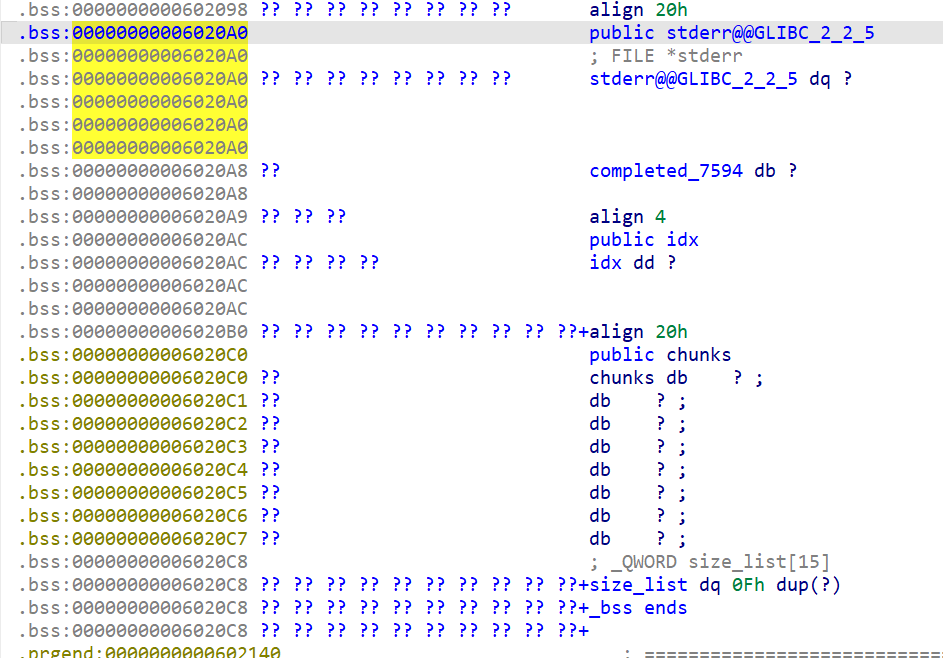 .bss:0000000000602098 ?? ?? ?? ?? ?? ?? ?? ?? align 20h
.bss:00000000006020A0 public stderr@@GLIBC_2_2_5
.bss:00000000006020A0 ; FILE *stderr
.bss:00000000006020A0 ?? ?? ?? ?? ?? ?? ?? ?? stderr@@GLIBC_2_2_5 dq ?
.bss:00000000006020A0
.bss:00000000006020A0
.bss:00000000006020A0
.bss:00000000006020A8 ?? completed_7594 db ?
.bss:00000000006020A8
.bss:00000000006020A9 ?? ?? ?? align 4
.bss:00000000006020AC public idx
.bss:00000000006020AC ?? ?? ?? ?? idx dd ?
.bss:00000000006020AC
.bss:00000000006020AC
.bss:00000000006020B0 ?? ?? ?? ?? ?? ?? ?? ?? ?? ??+align 20h
.bss:00000000006020C0 public chunks
.bss:00000000006020C0 ?? chunks db ? ;
.bss:00000000006020C1 ?? db ? ;
.bss:00000000006020C2 ?? db ? ;
.bss:00000000006020C3 ?? db ? ;
.bss:00000000006020C4 ?? db ? ;
.bss:00000000006020C5 ?? db ? ;
.bss:00000000006020C6 ?? db ? ;
.bss:00000000006020C7 ?? db ? ;
.bss:00000000006020C8 ; _QWORD size_list[15]
.bss:00000000006020C8 ?? ?? ?? ?? ?? ?? ?? ?? ?? ??+size_list dq 0Fh dup(?)
.bss:00000000006020C8 ?? ?? ?? ?? ?? ?? ?? ?? ?? ??+_bss ends
.bss:00000000006020C8 ?? ?? ?? ?? ?? ?? ?? ?? ?? ??+
.prgend:0000000000602140 ; ===========================